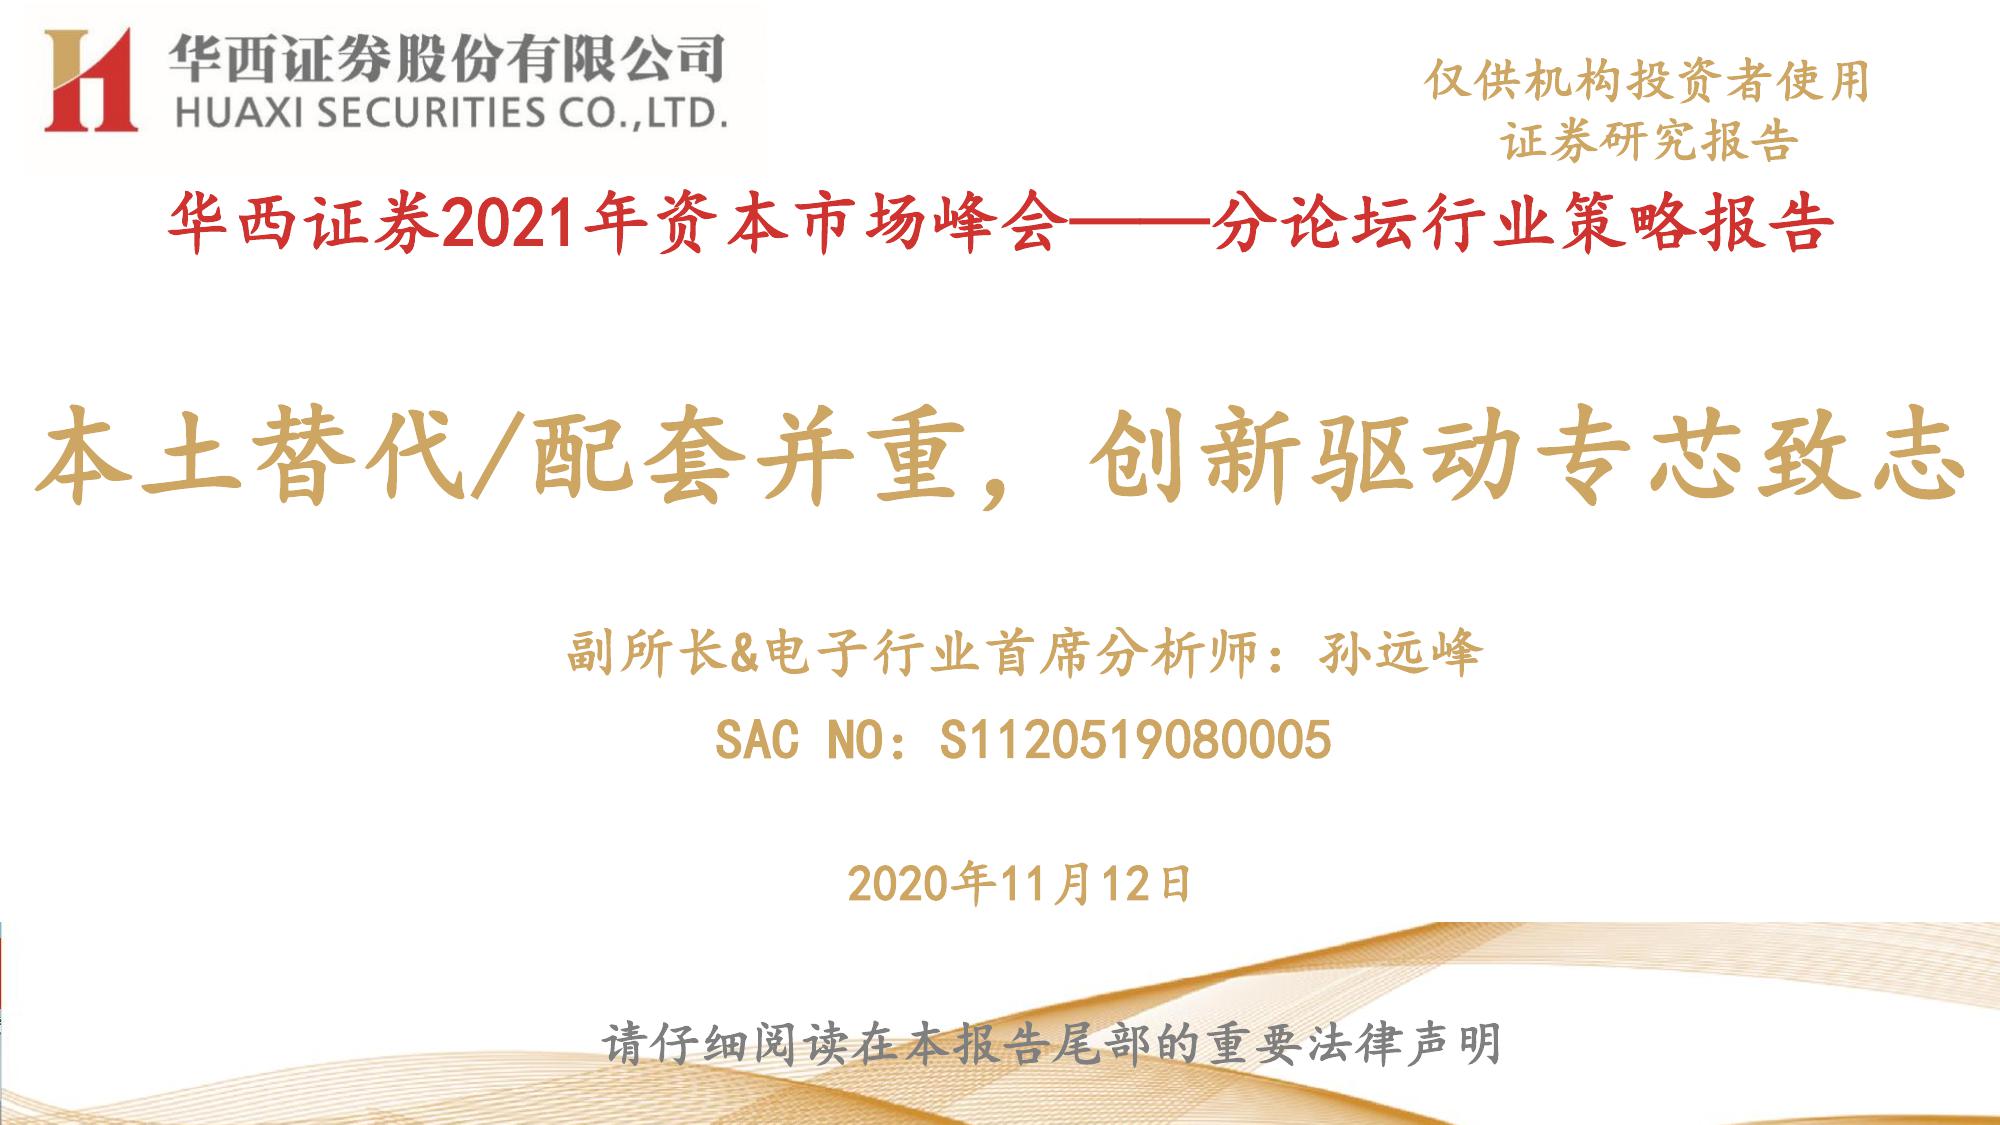 华西证券股份有限公司
HUAXI SECURITIES CO.,LTD.
仅供机构投资者使用
证券研究报告
华西证券2021年资本市场峰会——分论坛行业策略报告
本土替代/配套并重，创新驱动专芯致志
副所长&电子行业首席分析师：孙远峰
SAC NO：S1120519080005
2020年11月12日
请仔细阅读在本报告尾部的重要法律声明